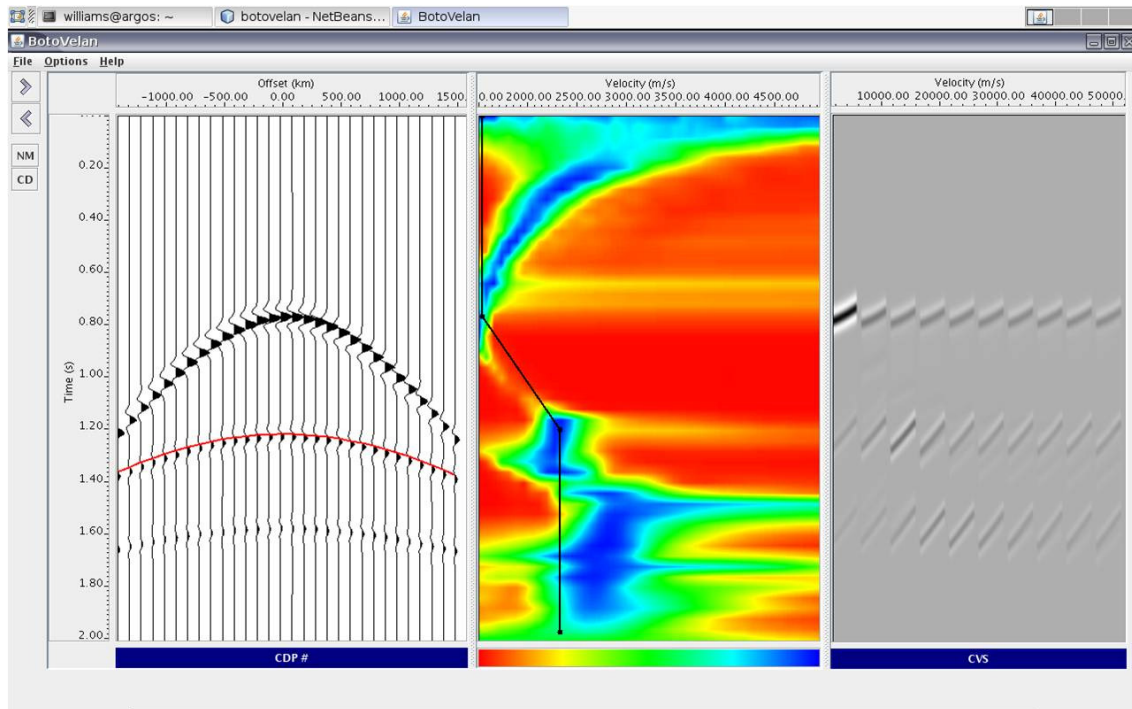 williams@argos: ~ botovelan - NetBeans... BotoVelan
BotoVelan
File Options Help
Offset (km) Velocity (m/s) Velocity (m/s)
-1000.00 -500.00 0.00 500.00 1000.00 1500. 0.00 2000.00 2500.00 3000.00 3500.00 4000.00 4500.00 10000.00 20000.00 30000.00 40000.00 50000.
NM
CD
0.20
0.40
0.60
0.80
1.00
Time (s)
1.20
1.40
1.60
1.80
2.00
CDP # CVS